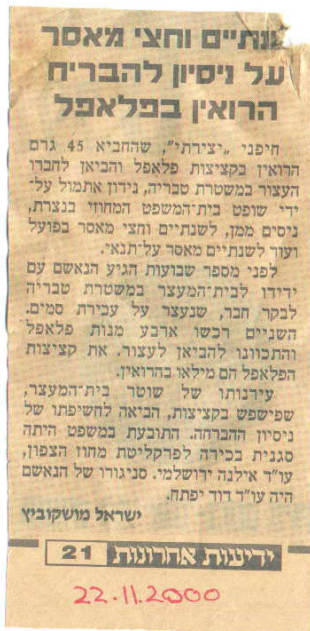 שנתיים וחצי מאסר
על ניסיון להבריח
הרואין בפלאפל
חיפני „יצירתי", שהחביא 45 גרם
הרואין בקציצות פלאפל והביאן לחברו
העצור במשטרת טבריה, נידון אתמול על־
ידי שופט בית־המשפט המחוזי בנצרת,
ניסים ממן, לשנתיים וחצי מאסר בפועל
ועוד לשנתיים מאסר על־תנאי.
לפני מספר שבועות הגיע הנאשם עם
ידידו לבית־המעצר במשטרת טבריה
לבקר חבר, שנעצר על עבירת סמים.
השניים רכשו ארבע מנות פלאפל
והתכוונו להביאן לעצור. את קציצות
הפלאפל הם מילאו בהרואין.
עירנותו של שוטר בית־המעצר,
שפישפש בקציצות, הביאה לחשיפתו של
ניסיון ההברחה. התובעת במשפט היתה
סגנית בכירה לפרקליטת מחוז הצפון,
עו״ד אילנה ירושלמי. סניגורו של הנאשם
היה עו״ד דוד יפתח.
ישראל מושקוביץ
ידיעות אחרונות 21
22.11.2000